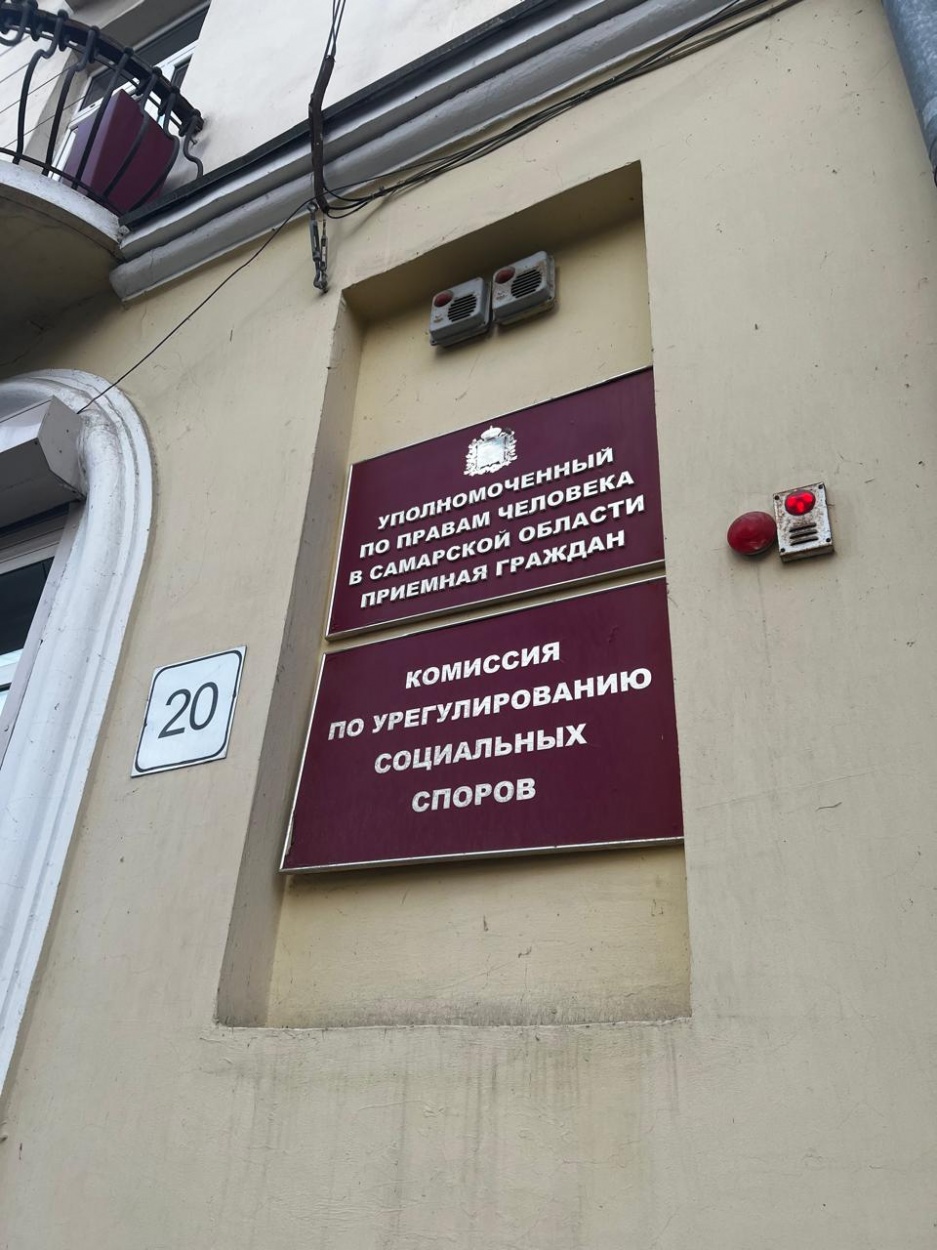 УПОЛНОМОЧЕННЫЙ
ПО ПРАВАМ ЧЕЛОВЕКА
В САМАРСКОЙ ОБЛАСТИ
ПРИЕМНАЯ ГРАЖДАН
КОМИССИЯ
ПО УРЕГУЛИРОВАНИЮ
СОЦИАЛЬНЫХ
СПОРОВ
20